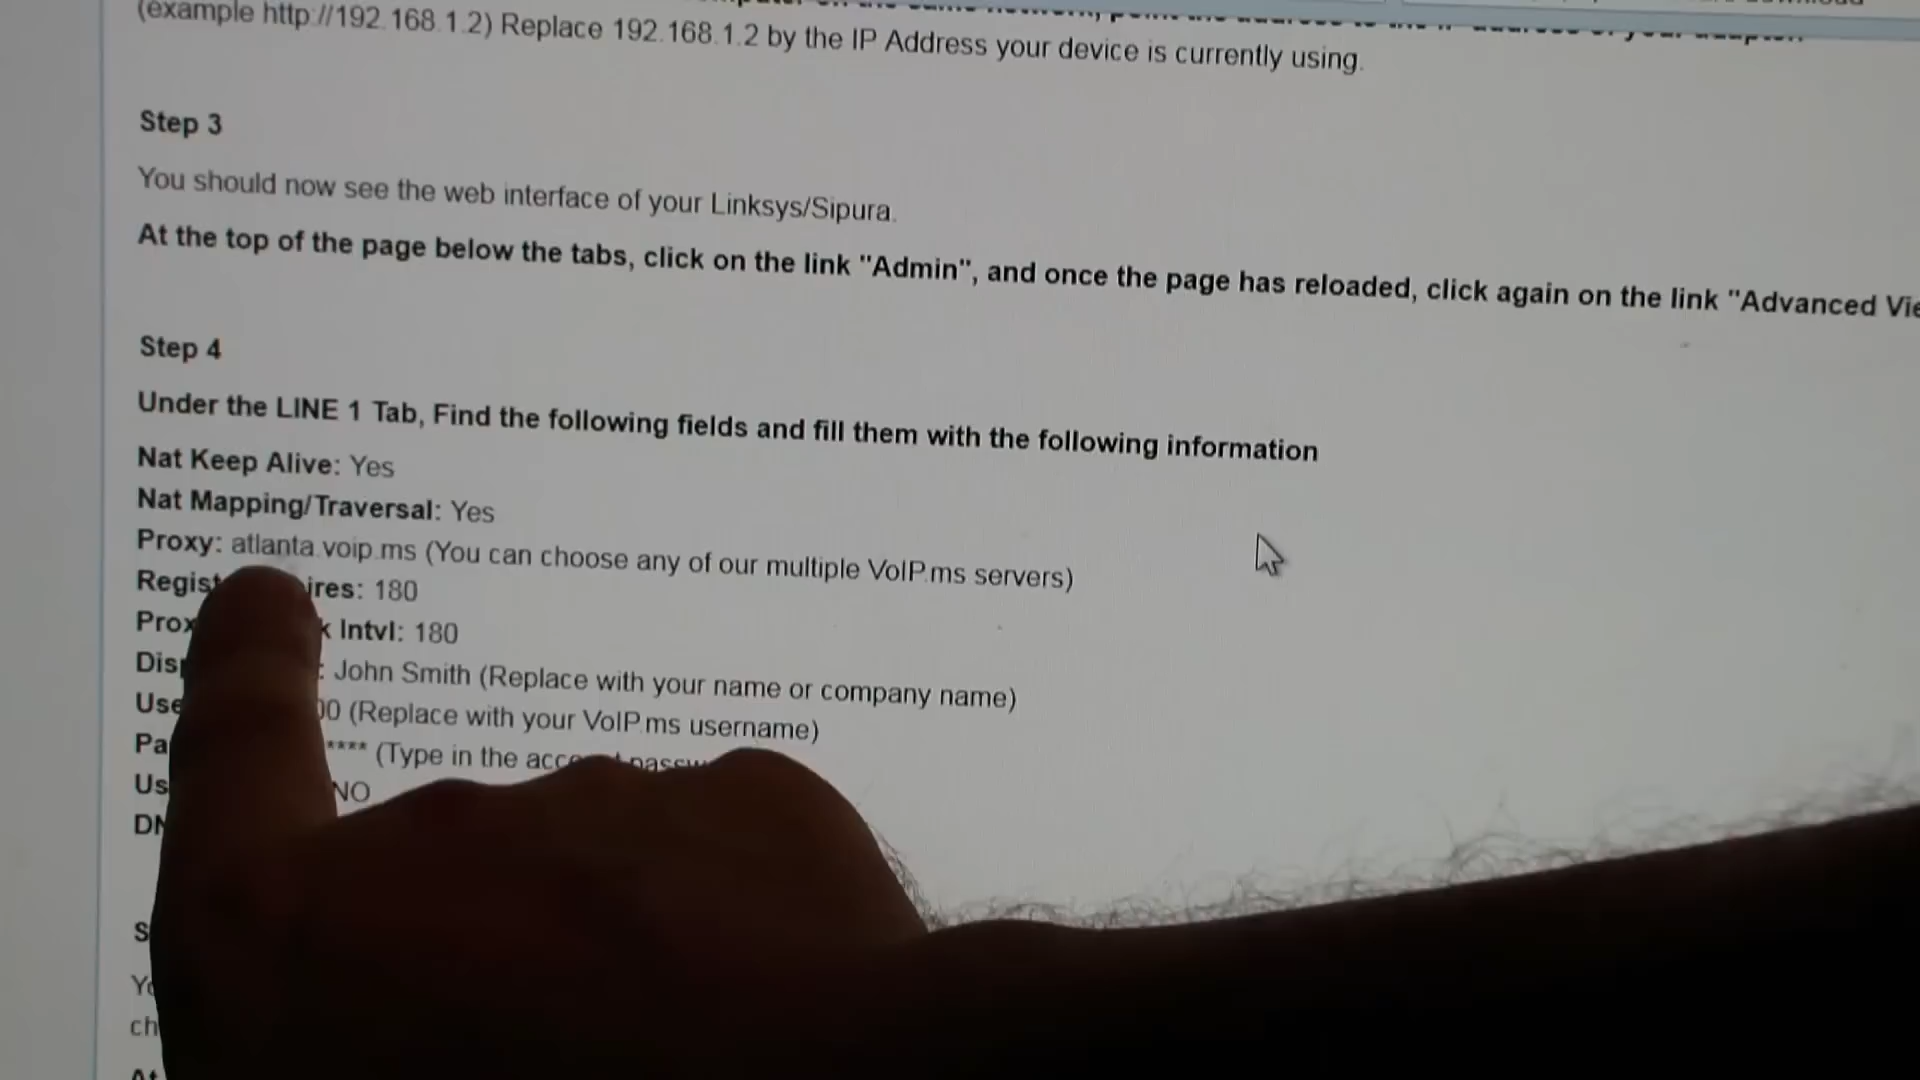 (example http://192.168.1.2) Replace 192.168.1.2 by the IP Address your device is currently using.
Step 3
You should now see the web interface of your Linksys/Sipura.
At the top of the page below the tabs, click on the link "Admin", and once the page has reloaded, click again on the link "Advanced Vie
Step 4
Under the LINE 1 Tab, Find the following fields and fill them with the following information
Nat Keep Alive: Yes
Nat Mapping/Traversal: Yes
Proxy: atlanta.voip.ms (You can choose any of our multiple VoIP.ms servers)
Regist ires: 180
Prox k Intvl: 180
Disp : John Smith (Replace with your name or company name)
Use 00 (Replace with your VoIP.ms username)
Pa **** (Type in the acco
Us NO
DN
S
Yo
ch
At